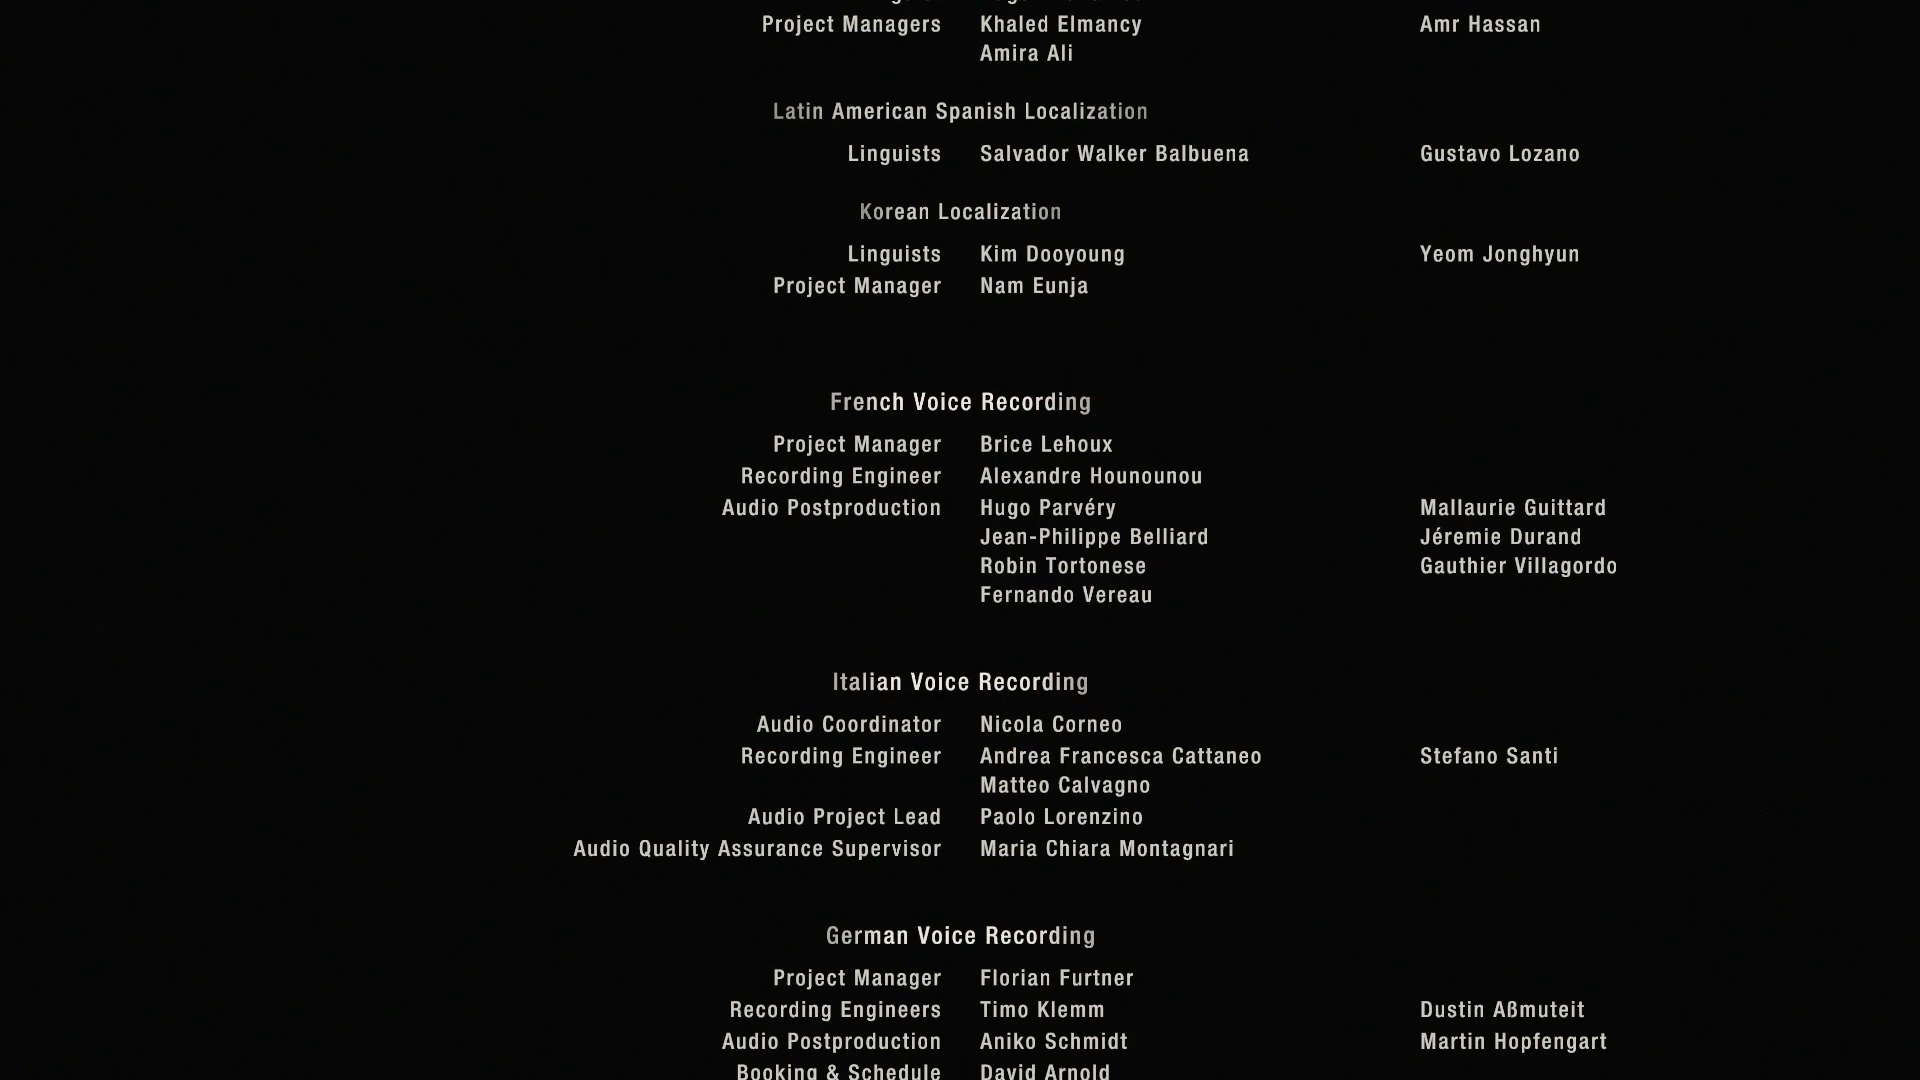 Project Managers Khaled Elmancy Amr Hassan
Amira Ali
Latin American Spanish Localization
Linguists Salvador Walker Balbuena Gustavo Lozano
Korean Localization
Linguists Kim Dooyoung Yeom Jonghyun
Project Manager Nam Eunja
French Voice Recording
Project Manager Brice Lehoux
Recording Engineer Alexandre Hounounou
Audio Postproduction Hugo Parvéry Mallaurie Guittard
Jean-Philippe Belliard Jéremie Durand
Robin Tortonese Gauthier Villagordo
Fernando Vereau
Italian Voice Recording
Audio Coordinator Nicola Corneo
Recording Engineer Andrea Francesca Cattaneo Stefano Santi
Matteo Calvagno
Audio Project Lead Paolo Lorenzino
Audio Quality Assurance Supervisor Maria Chiara Montagnari
German Voice Recording
Project Manager Florian Furtner
Recording Engineers Timo Klemm Dustin Aßmuteit
Audio Postproduction Aniko Schmidt Martin Hopfengart
Booking & Schedule David Arnold